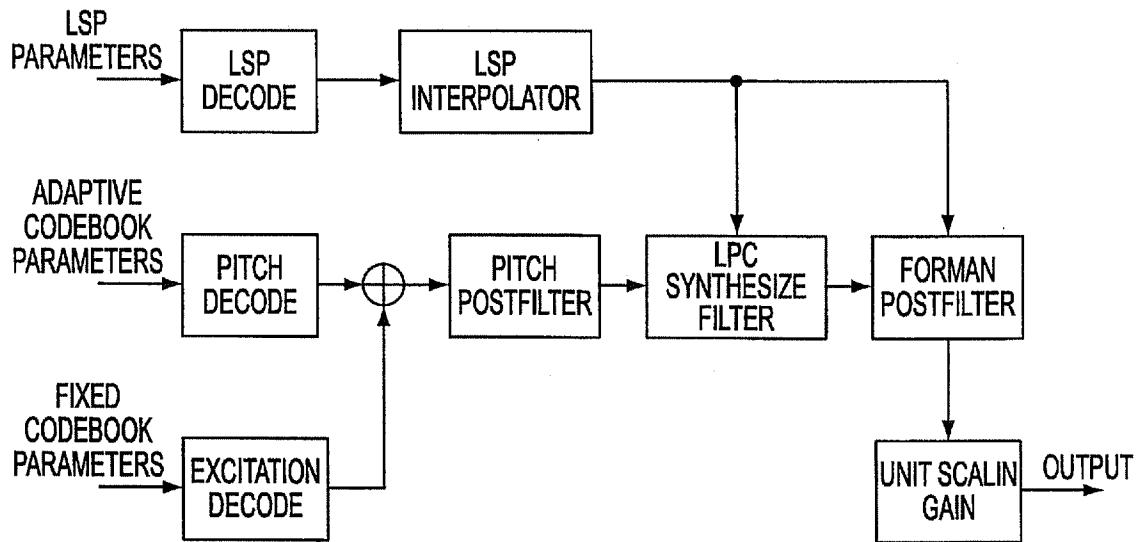 LSP
PARAMETERS
LSP
DECODE
LSP
INTERPOLATOR
ADAPTIVE
CODEBOOK
PARAMETERS
PITCH
DECODE
PITCH
POSTFILTER
LPC
SYNTHESIZE
FILTER
FORMAN
POSTFILTER
FIXED
CODEBOOK
PARAMETERS
EXCITATION
DECODE
UNIT SCALIN
GAIN
OUTPUT